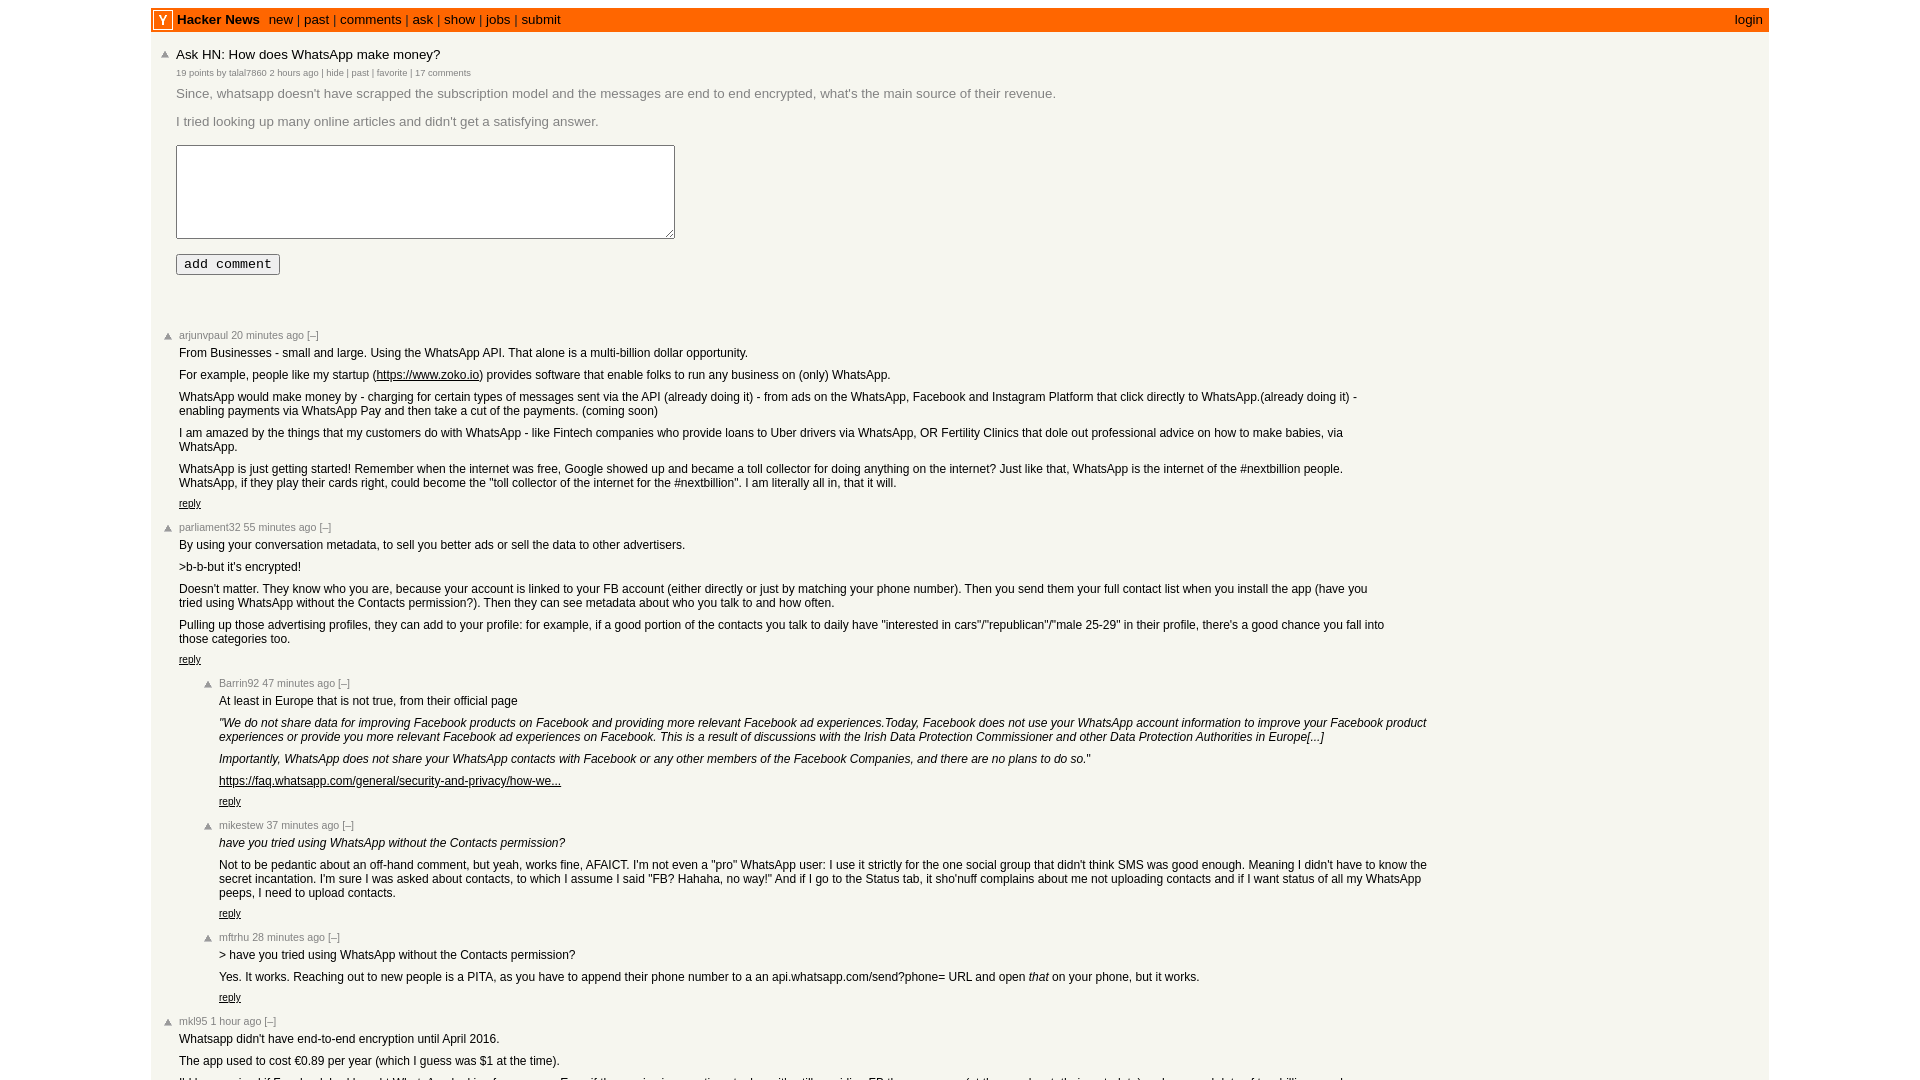 Y Hacker News new | past | comments | ask | show | jobs | submit login
Ask HN: How does WhatsApp make money?
19 points by talal7860 2 hours ago | hide | past | favorite | 17 comments
Since, whatsapp doesn't have scrapped the subscription model and the messages are end to end encrypted, what's the main source of their revenue.
I tried looking up many online articles and didn't get a satisfying answer.
add comment
arjunvpaul 20 minutes ago [–]
From Businesses - small and large. Using the WhatsApp API. That alone is a multi-billion dollar opportunity.
For example, people like my startup (https://www.zoko.io) provides software that enable folks to run any business on (only) WhatsApp.
WhatsApp would make money by - charging for certain types of messages sent via the API (already doing it) - from ads on the WhatsApp, Facebook and Instagram Platform that click directly to WhatsApp.(already doing it) -
enabling payments via WhatsApp Pay and then take a cut of the payments. (coming soon)
I am amazed by the things that my customers do with WhatsApp - like Fintech companies who provide loans to Uber drivers via WhatsApp, OR Fertility Clinics that dole out professional advice on how to make babies, via
WhatsApp.
WhatsApp is just getting started! Remember when the internet was free, Google showed up and became a toll collector for doing anything on the internet? Just like that, WhatsApp is the internet of the #nextbillion people.
WhatsApp, if they play their cards right, could become the "toll collector of the internet for the #nextbillion". I am literally all in, that it will.
reply
parliament32 55 minutes ago [–]
By using your conversation metadata, to sell you better ads or sell the data to other advertisers.
>b-b-but it's encrypted!
Doesn't matter. They know who you are, because your account is linked to your FB account (either directly or just by matching your phone number). Then you send them your full contact list when you install the app (have you
tried using WhatsApp without the Contacts permission?). Then they can see metadata about who you talk to and how often.
Pulling up those advertising profiles, they can add to your profile: for example, if a good portion of the contacts you talk to daily have "interested in cars"/"republican"/"male 25-29" in their profile, there's a good chance you fall into
those categories too.
reply
Barrin92 47 minutes ago [–]
At least in Europe that is not true, from their official page
"We do not share data for improving Facebook products on Facebook and providing more relevant Facebook ad experiences.Today, Facebook does not use your WhatsApp account information to improve your Facebook product
experiences or provide you more relevant Facebook ad experiences on Facebook. This is a result of discussions with the Irish Data Protection Commissioner and other Data Protection Authorities in Europe[...]
Importantly, WhatsApp does not share your WhatsApp contacts with Facebook or any other members of the Facebook Companies, and there are no plans to do so."
https://faq.whatsapp.com/general/security-and-privacy/how-we...
reply
mikestew 37 minutes ago [–]
have you tried using WhatsApp without the Contacts permission?
Not to be pedantic about an off-hand comment, but yeah, works fine, AFAICT. I'm not even a "pro" WhatsApp user: I use it strictly for the one social group that didn't think SMS was good enough. Meaning I didn't have to know the
secret incantation. I'm sure I was asked about contacts, to which I assume I said "FB? Hahaha, no way!" And if I go to the Status tab, it sho'nuff complains about me not uploading contacts and if I want status of all my WhatsApp
peeps, I need to upload contacts.
reply
mftrhu 28 minutes ago [–]
> have you tried using WhatsApp without the Contacts permission?
Yes. It works. Reaching out to new people is a PITA, as you have to append their phone number to a an api.whatsapp.com/send?phone= URL and open that on your phone, but it works.
reply
mkl95 1 hour ago [–]
Whatsapp didn't have end-to-end encryption until April 2016.
The app used to cost €0.89 per year (which I guess was $1 at the time).